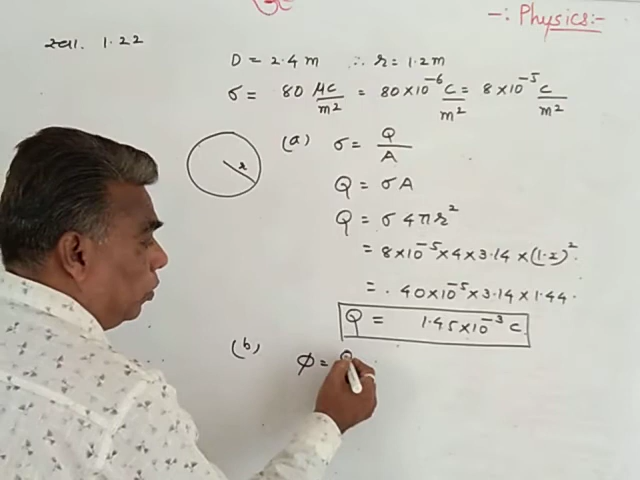 -: Physics:-
સ્વા. 1.22
D = 2.4 m ∴ r = 1.2 m
σ = 80 μC/m² = 80×10⁻⁶ C/m² = 8×10⁻⁵ C/m²
r
(a) σ = Q/A
Q = σ A
Q = σ 4πr²
= 8×10⁻⁵×4×3.14×(1.2)².
= . 40×10⁻⁵×3.14×1.44.
Q = 1.45×10⁻³ C
(b) φ =